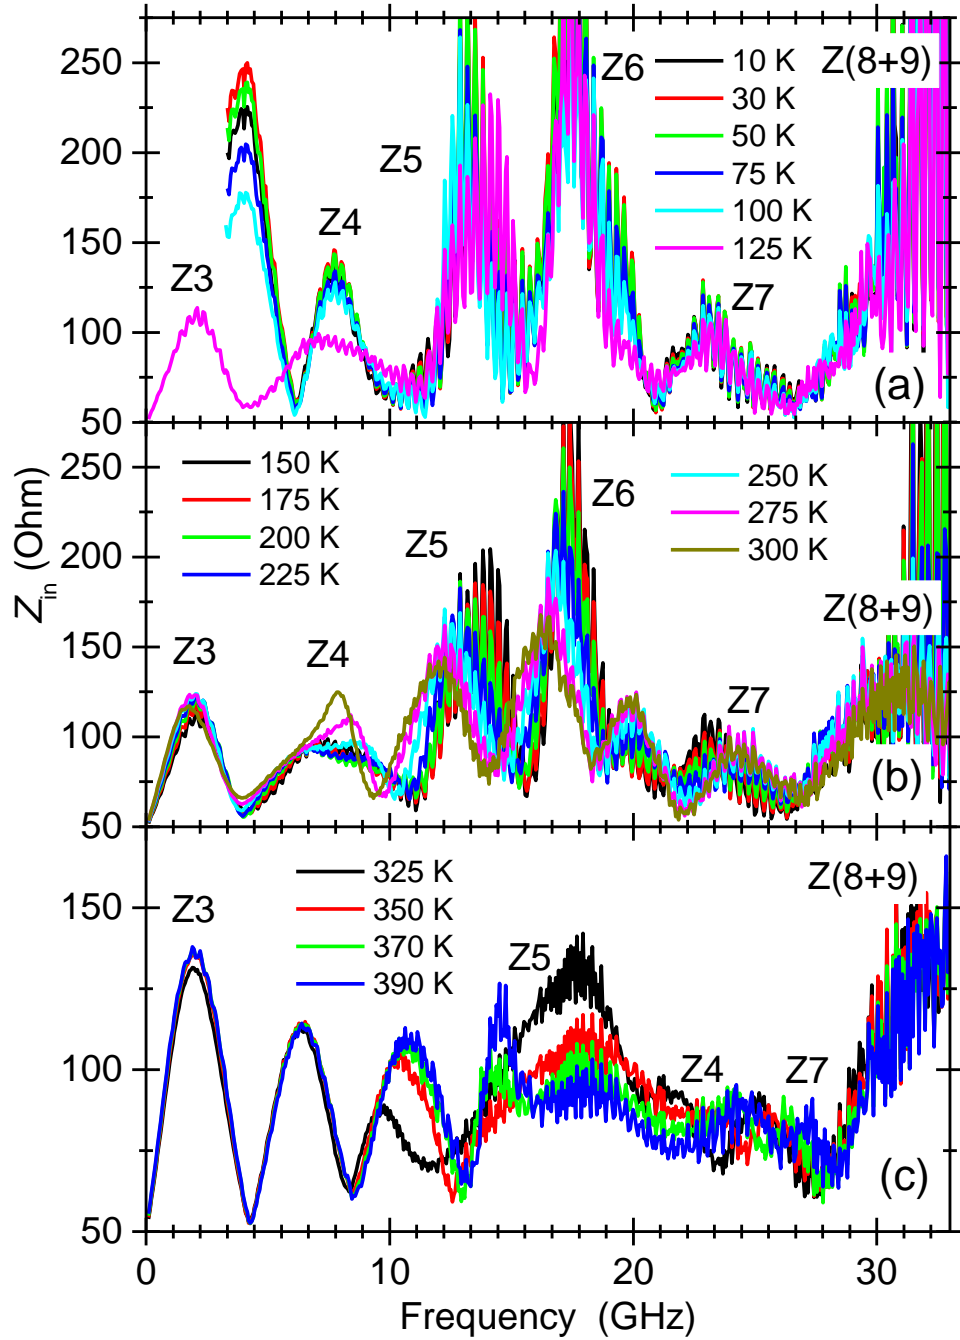 250
200
150
100
50
Z3
Z4
Z5
Z6
Z7
Z(8+9)
10 K
30 K
50 K
75 K
100 K
125 K
(a)
Zin (Ohm)
250
200
150
100
50
150 K
175 K
200 K
225 K
250 K
275 K
300 K
Z3
Z4
Z5
Z6
Z7
Z(8+9)
(b)
150
100
50
325 K
350 K
370 K
390 K
Z3
Z5
Z4
Z7
Z(8+9)
(c)
0
10
20
30
Frequency (GHz)